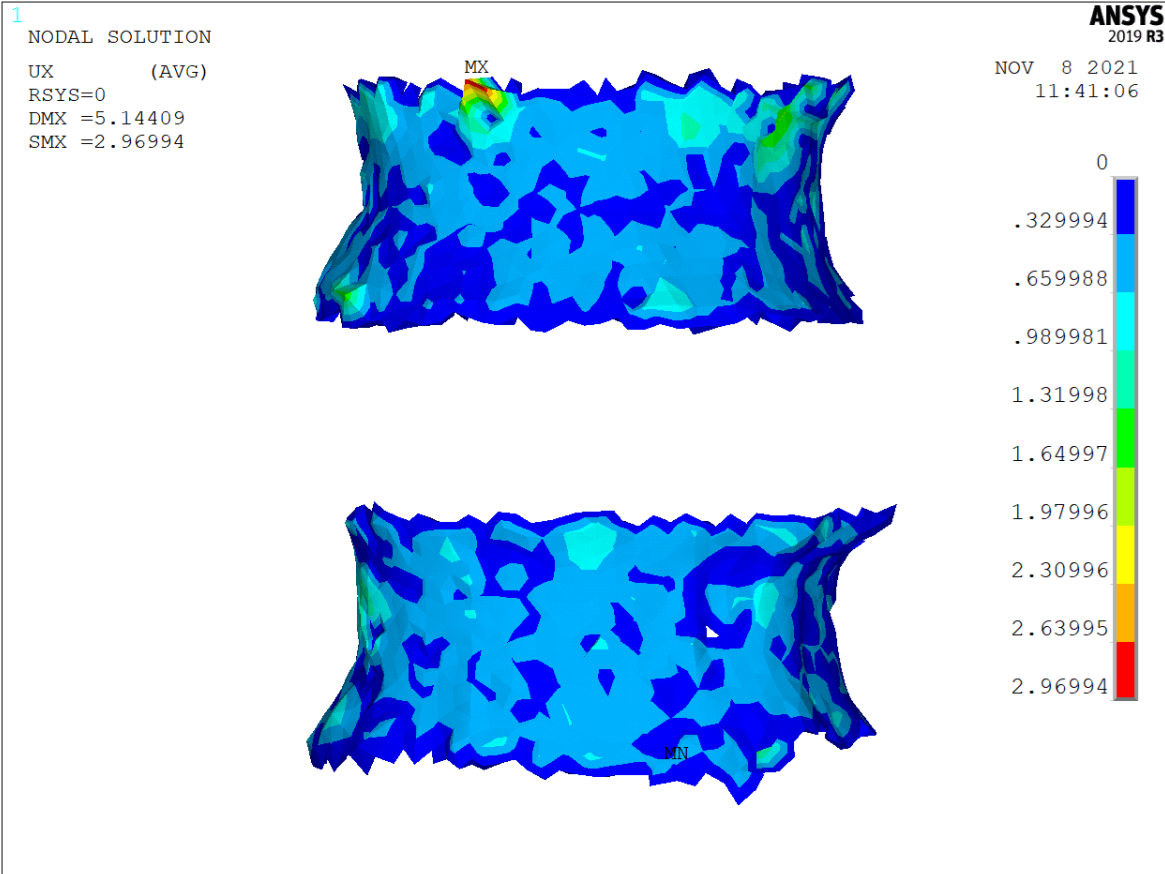 1
NODAL SOLUTION
UX (AVG)
RSYS=0
DMX =5.14409
SMX =2.96994
ANSYS
2019 R3
NOV 8 2021
11:41:06
MX
MN
0
.329994
.659988
.989981
1.31998
1.64997
1.97996
2.30996
2.63995
2.96994